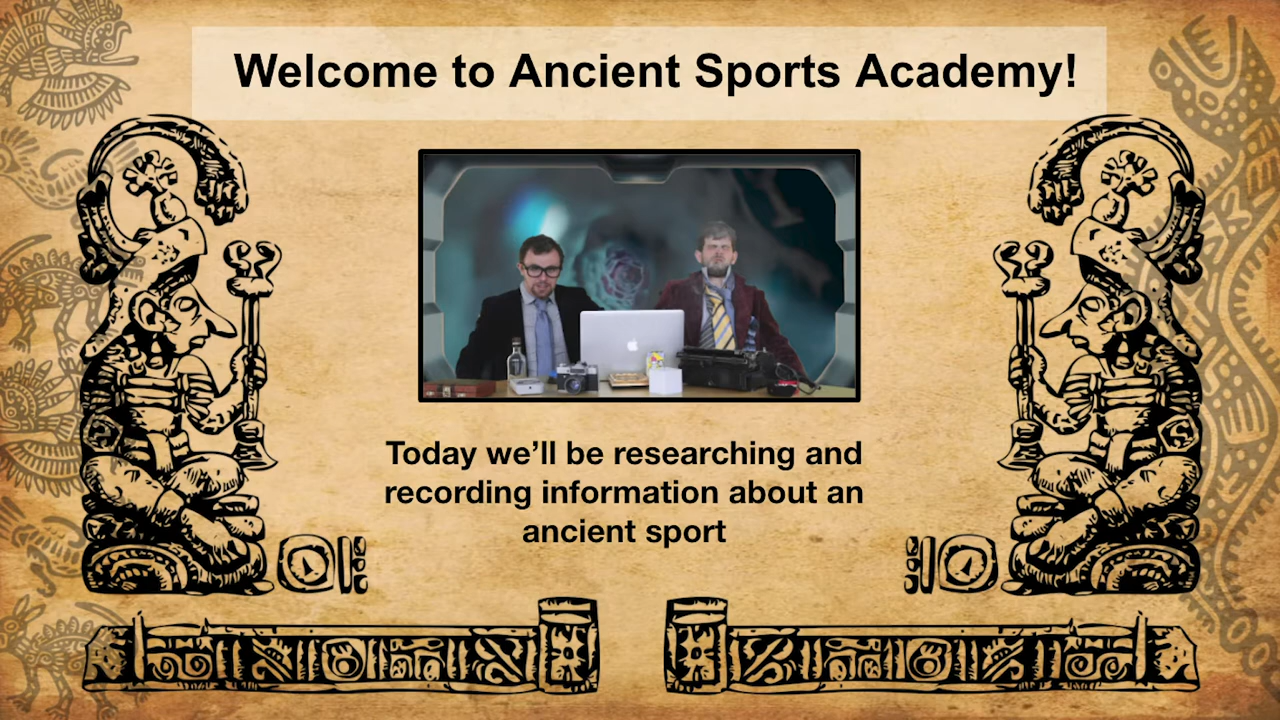 Welcome to Ancient Sports Academy!
Today we’ll be researching and
recording information about an
ancient sport